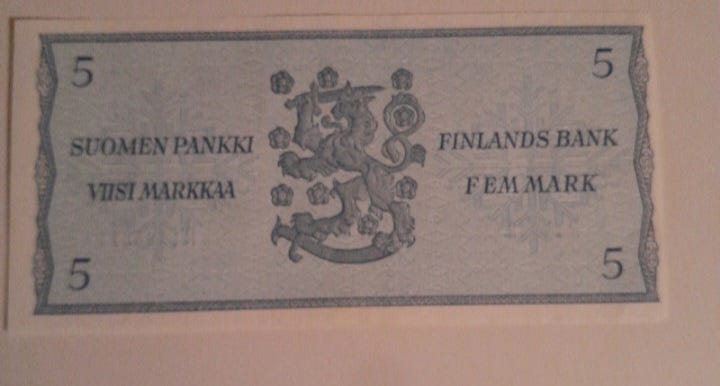 5
5
SUOMEN PANKKI
VIISI MARKKAA
FINLANDS BANK
FEM MARK
5
5